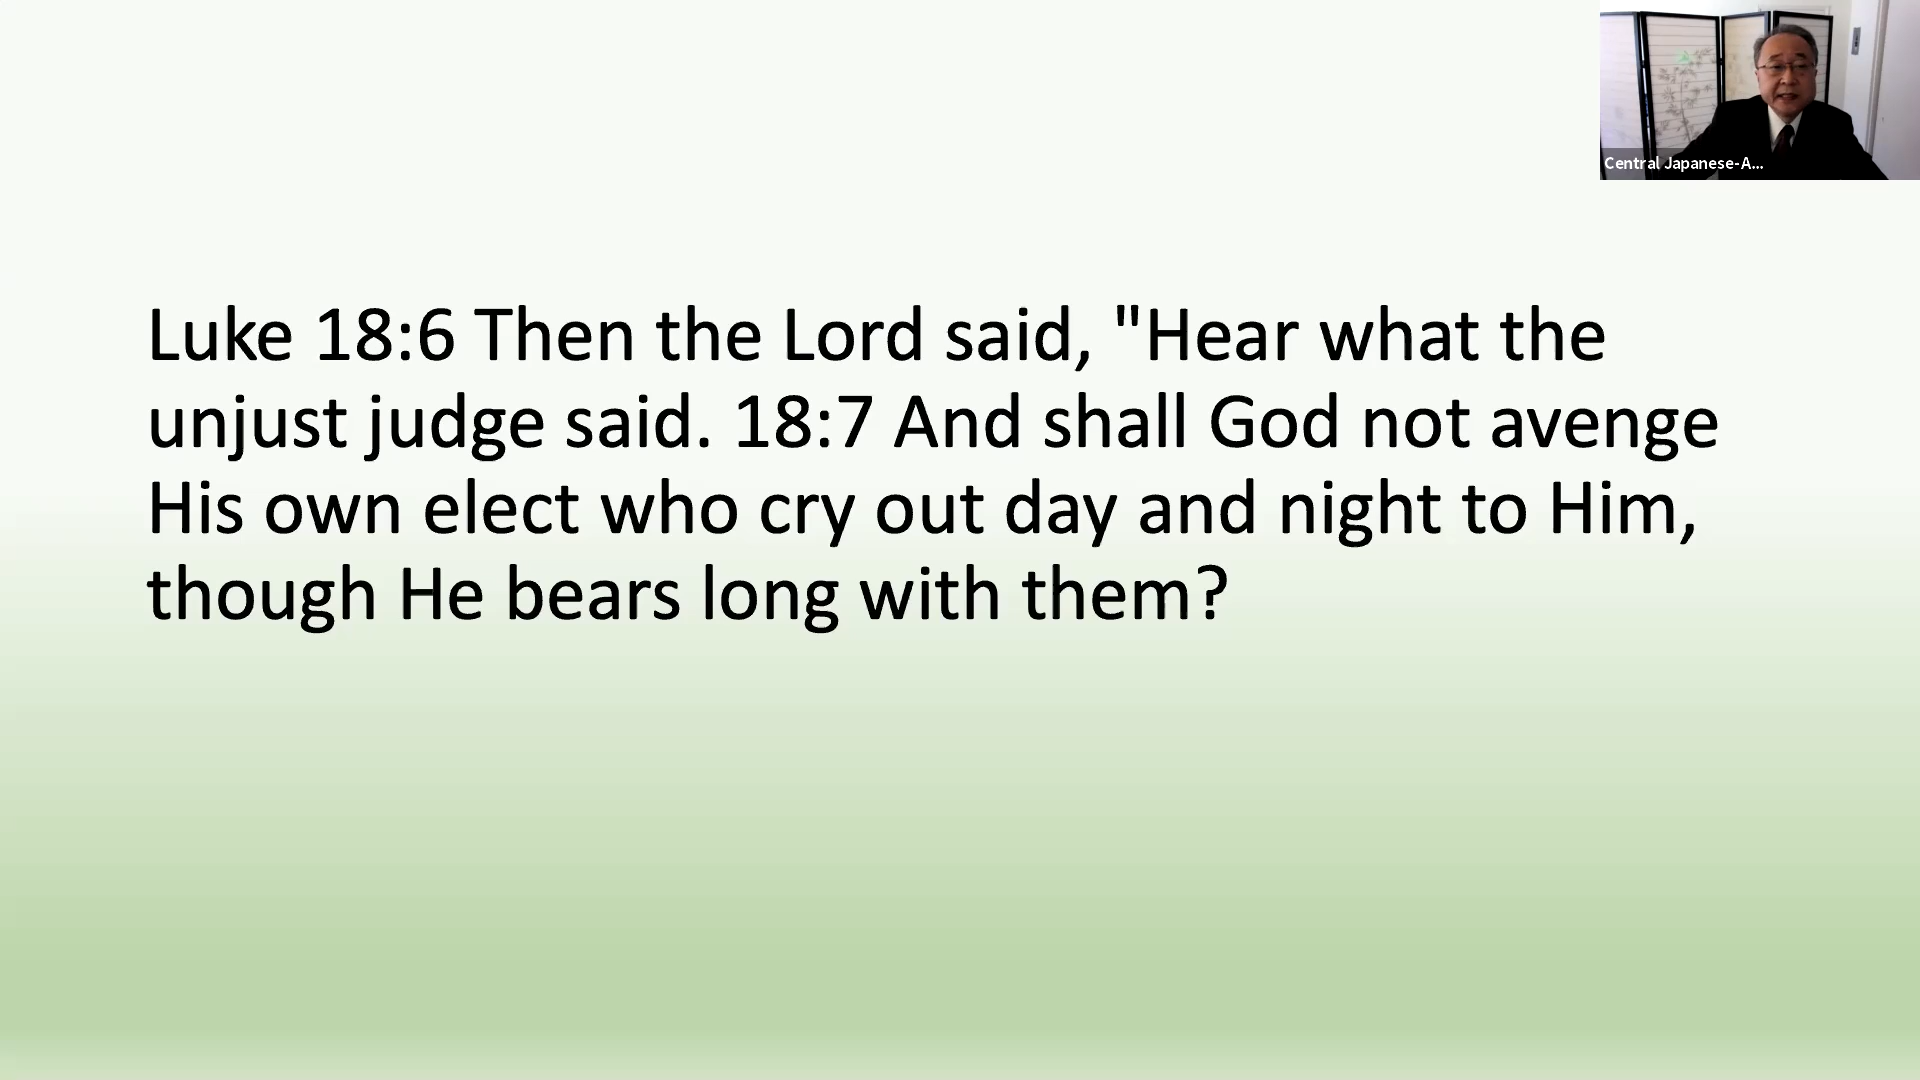 Central Japanese-A...
Luke 18:6 Then the Lord said, "Hear what the
unjust judge said. 18:7 And shall God not avenge
His own elect who cry out day and night to Him,
though He bears long with them?